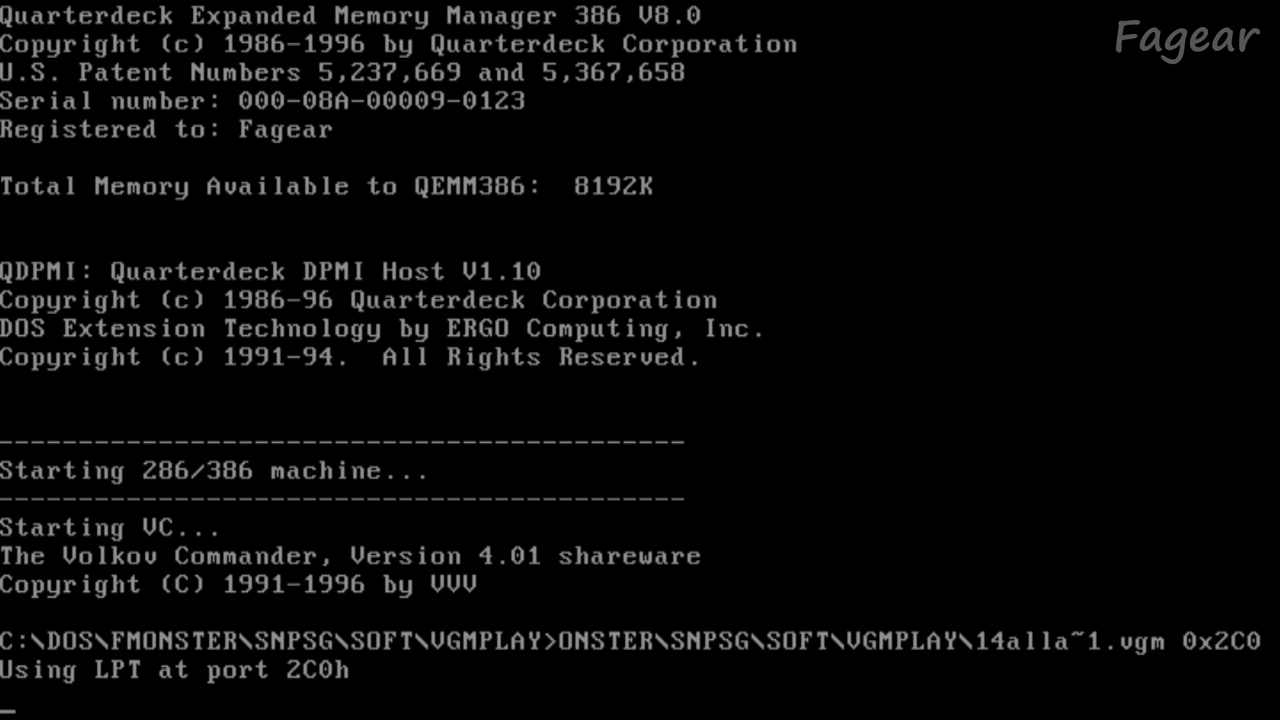 Quarterdeck Expanded Memory Manager 386 V8.0
Copyright (c) 1986-1996 by Quarterdeck Corporation
U.S. Patent Numbers 5,237,669 and 5,367,658
Serial number: 000-08A-00009-0123
Registered to: Fagear
Total Memory Available to QEMM386:  8192K
QDPMI: Quarterdeck DPMI Host V1.10
Copyright (c) 1986-96 Quarterdeck Corporation
DOS Extension Technology by ERGO Computing, Inc.
Copyright (c) 1991-94.  All Rights Reserved.
-------------------------------------------
Starting 286/386 machine...
-------------------------------------------
Starting VC...
The Volkov Commander, Version 4.01 shareware
Copyright (C) 1991-1996 by VVV
C:\DOS\FMONSTER\SNPSG\SOFT\VGMPLAY>ONSTER\SNPSG\SOFT\VGMPLAY\14alla~1.vgm 0x2C0
Using LPT at port 2C0h
_
Fagear